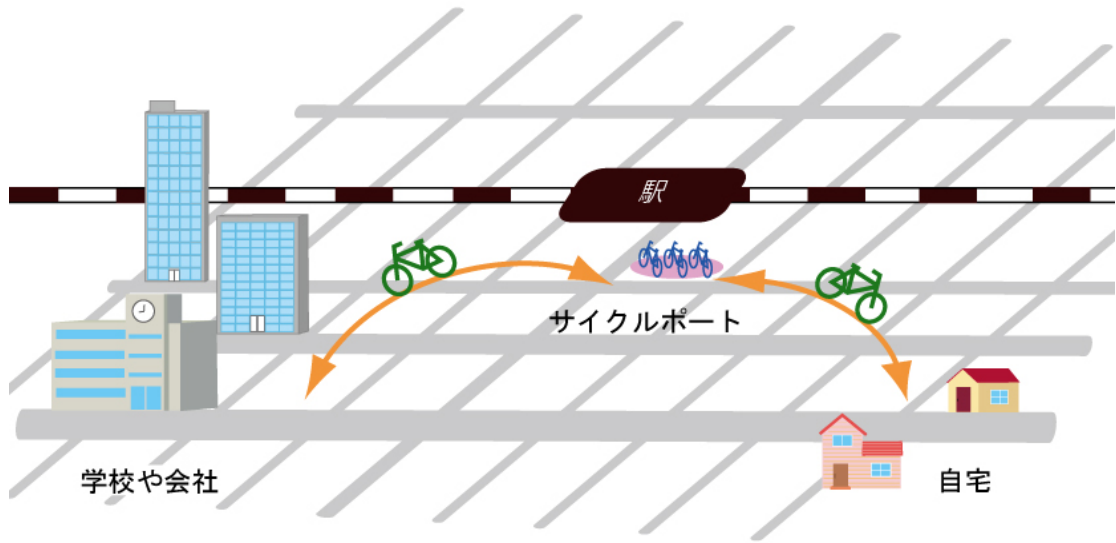 駅
サイクルポート
学校や会社
自宅